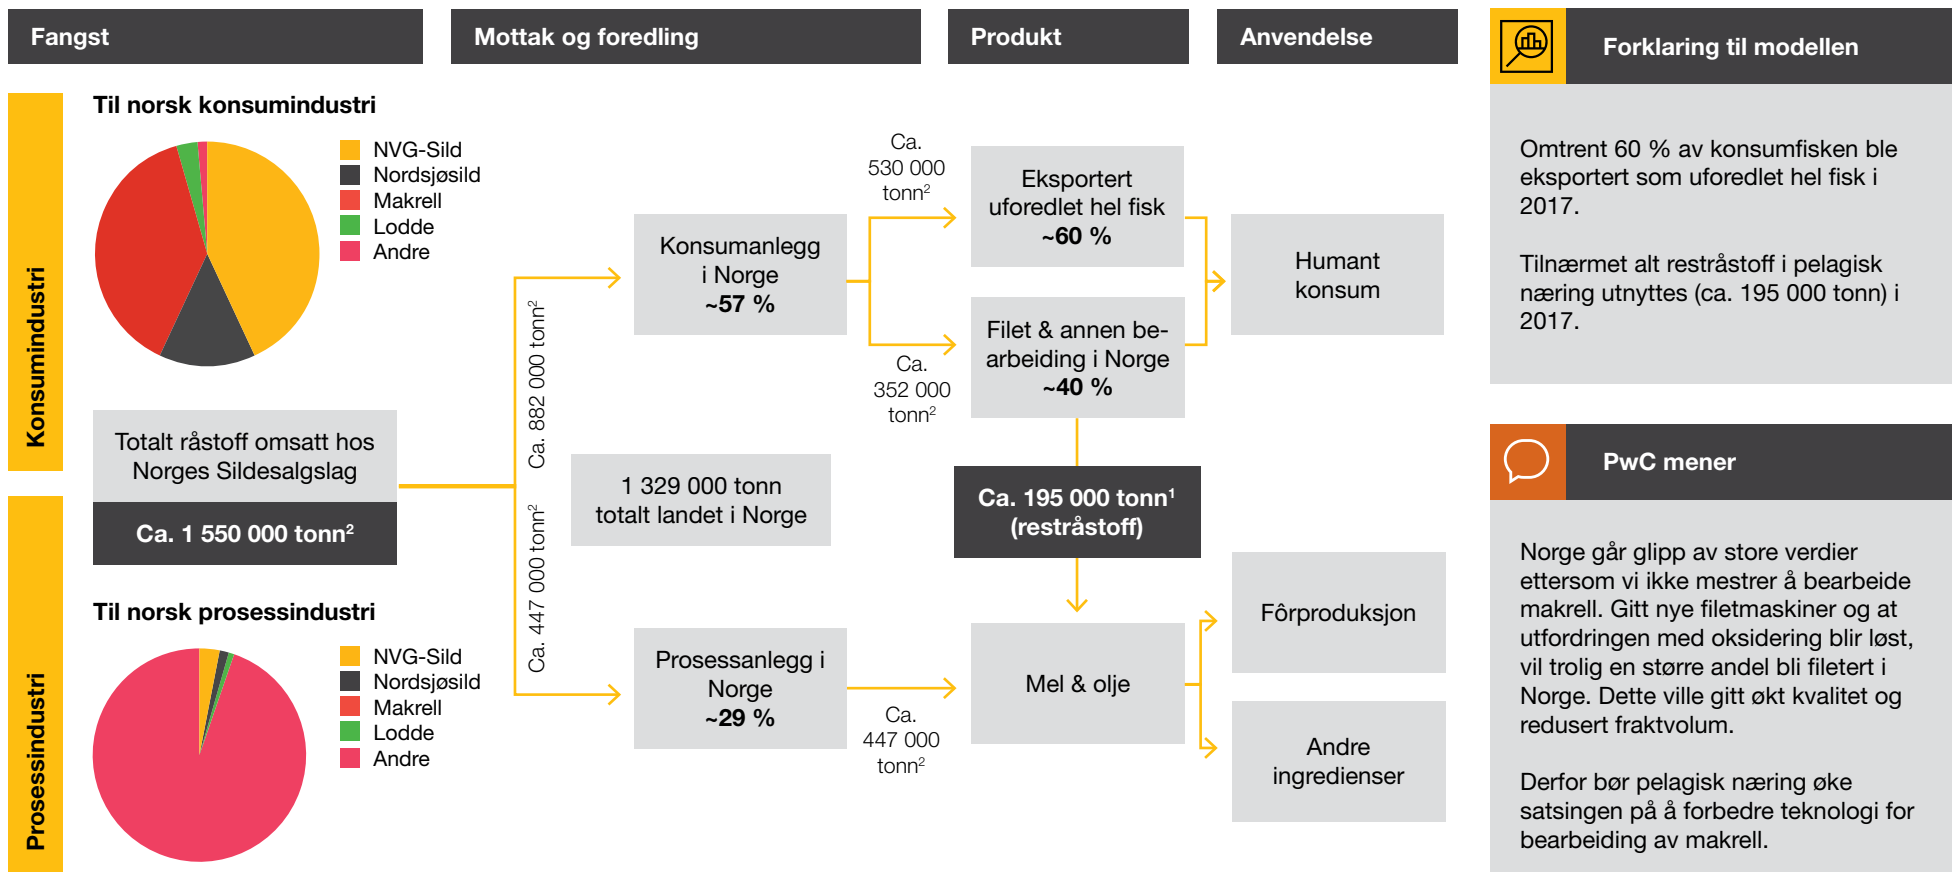 Fangst
Mottak og foredling
Produkt
Anvendelse
Konsumindustri
Til norsk konsumindustri
NVG-Sild
Nordsjøsild
Makrell
Lodde
Andre
Totalt råstoff omsatt hos
Norges Sildesalgslag
Ca. 1 550 000 tonn²
Prosessindustri
Til norsk prosessindustri
NVG-Sild
Nordsjøsild
Makrell
Lodde
Andre
Ca. 882 000 tonn²
Ca. 447 000 tonn²
Konsumanlegg
i Norge
~57 %
1 329 000 tonn
totalt landet i Norge
Prosessanlegg i
Norge
~29 %
Ca.
530 000
tonn²
Ca.
352 000
tonn²
Ca.
447 000
tonn²
Eksportert
uforedlet hel fisk
~60 %
Filet & annen be-
arbeiding i Norge
~40 %
Ca. 195 000 tonn¹
(restråstoff)
Mel & olje
Humant
konsum
Fôrproduksjon
Andre
ingredienser
Forklaring til modellen
Omtrent 60 % av konsumfisken ble
eksportert som uforedlet hel fisk i
2017.
Tilnærmet alt restråstoff i pelagisk
næring utnyttes (ca. 195 000 tonn) i
2017.
PwC mener
Norge går glipp av store verdier
ettersom vi ikke mestrer å bearbeide
makrell. Gitt nye filetmaskiner og at
utfordringen med oksidering blir løst,
vil trolig en større andel bli filetert i
Norge. Dette ville gitt økt kvalitet og
redusert fraktvolum.
Derfor bør pelagisk næring øke
satsingen på å forbedre teknologi for
bearbeiding av makrell.